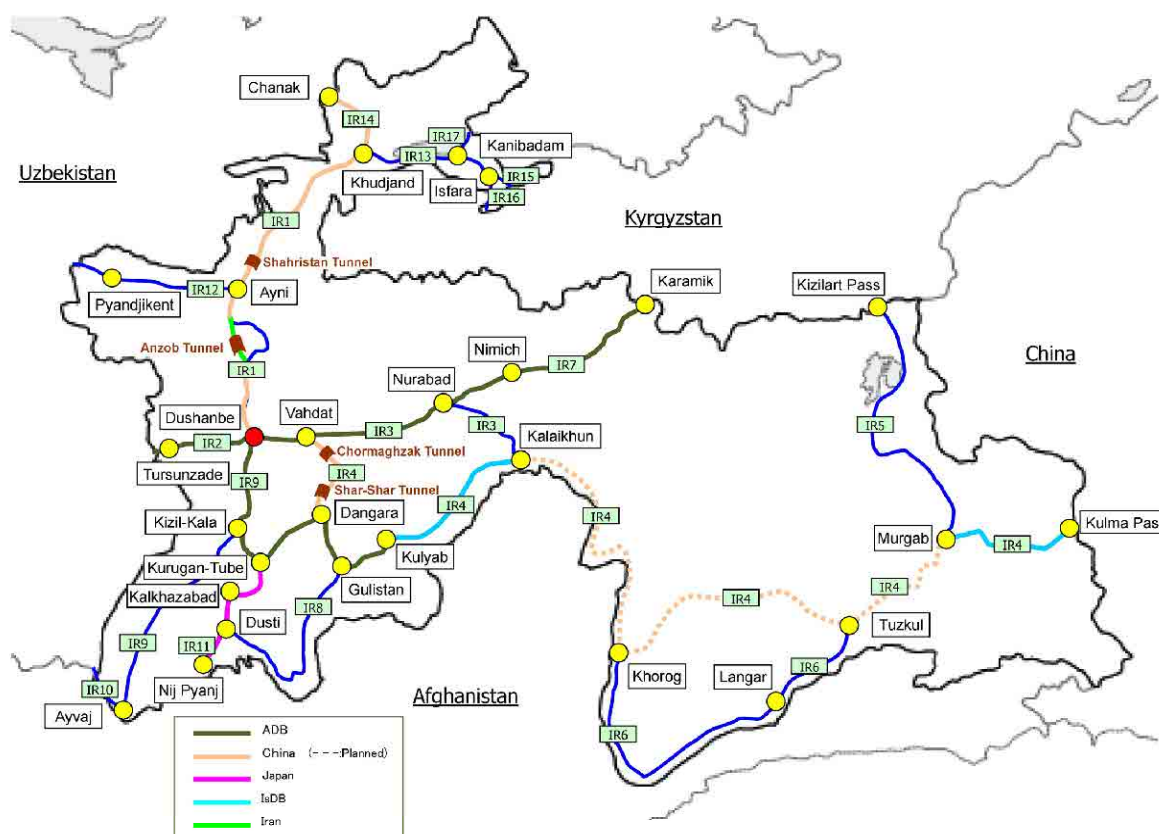 Chanak
IR14
IR17
Kanibadam
IR13
Uzbekistan
Khudjand
Isfara
IR15
IR16
IR1
Kyrgyzstan
Shahristan Tunnel
Karamik
Kizilart Pass
Pyandjikent
IR12
Ayni
Anzob Tunnel
IR1
Nimich
IR7
China
Nurabad
Dushanbe
Vahdat
IR3
IR3
IR5
IR2
Kalaikhun
Chormaghzak Tunnel
Tursunzade
IR9
IR4
Shar-Shar Tunnel
IR4
Dangara
IR4
Kizil-Kala
Kulma Pas
Murgab
IR4
Kulyab
Kurugan-Tube
Gulistan
Kalkhazabad
IR4
IR4
IR8
Dusti
Tuzkul
IR9
IR11
Khorog
Langar
IR6
Nij Pyanj
IR10
Afghanistan
Ayvaj
IR6
ADB
China (---:Planned)
Japan
IsDB
Iran